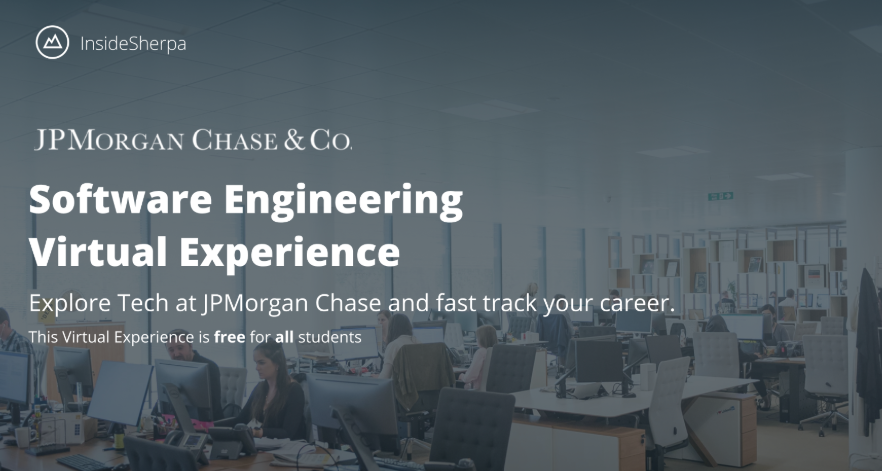 InsideSherpa
JPMORGAN CHASE & CO.
Software Engineering
Virtual Experience
Explore Tech at JPMorgan Chase and fast track your career.
This Virtual Experience is free for all students